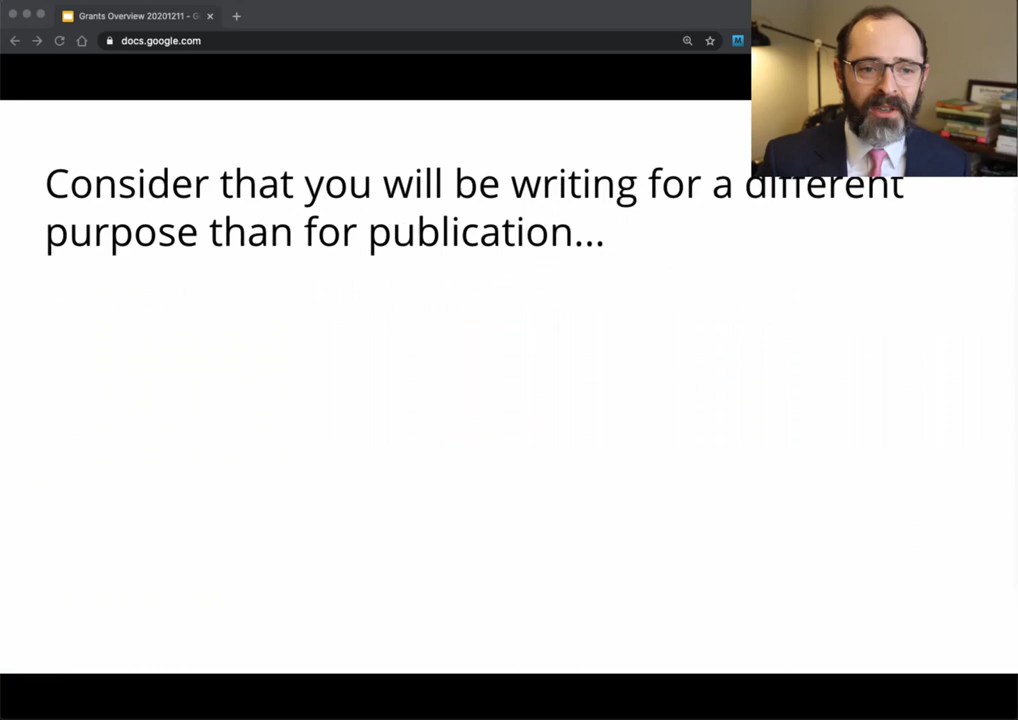 Grants Overview 20201211 - G
docs.google.com
Consider that you will be writing for a different
purpose than for publication...